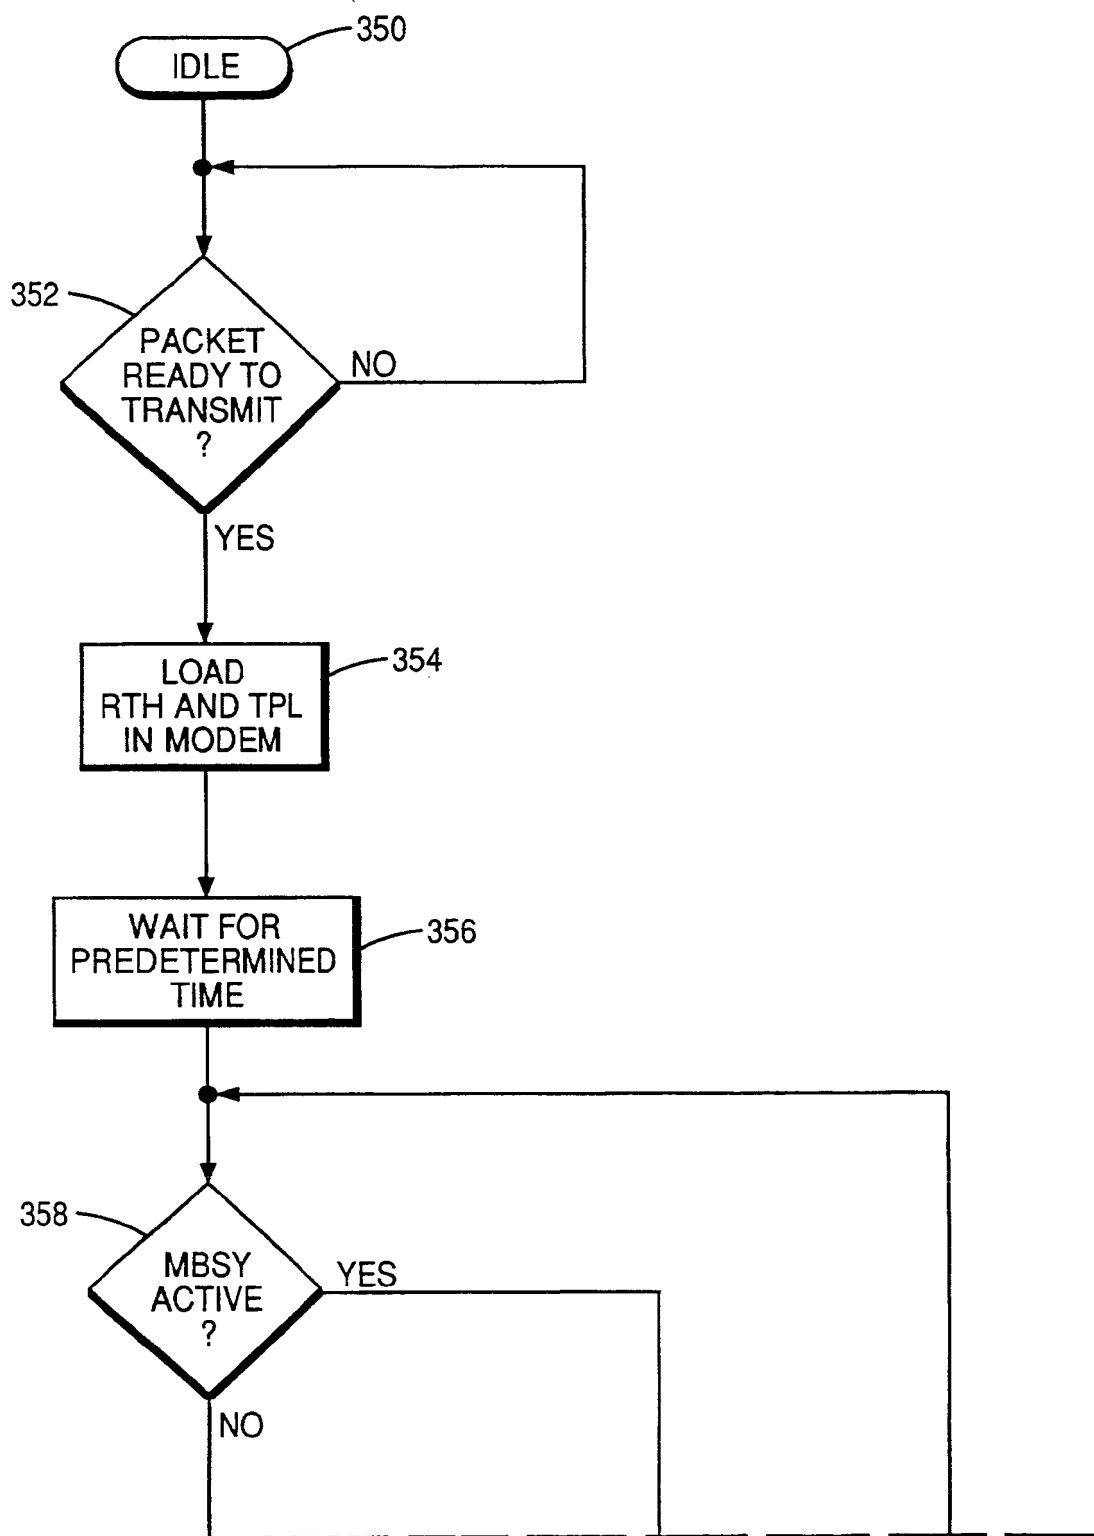 350
IDLE
352
PACKET
READY TO
TRANSMIT
?
NO
YES
354
LOAD
RTH AND TPL
IN MODEM
356
WAIT FOR
PREDETERMINED
TIME
358
MBSY
ACTIVE
?
YES
NO